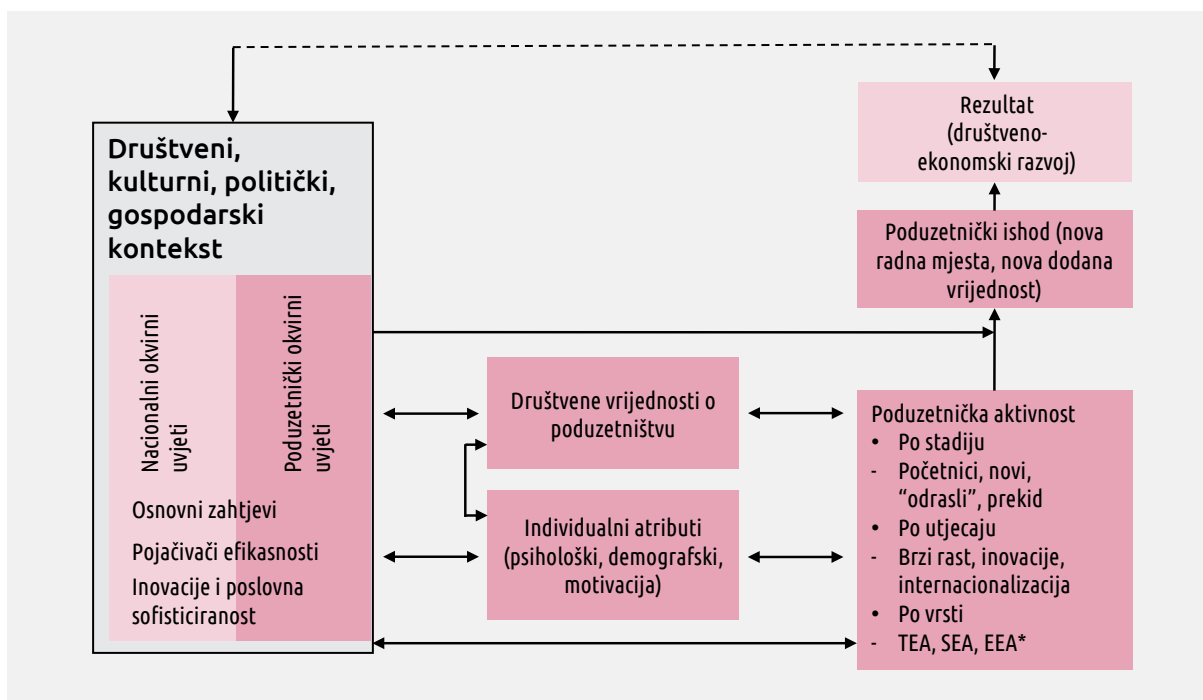 Društveni,
kulturni, politički,
gospodarski
kontekst
Nacionalni okvirni
uvjeti
Poduzetnički okvirni
uvjeti
Osnovni zahtjevi
Pojačivači efikasnosti
Inovacije i poslovna
sofisticiranost
Društvene vrijednosti o
poduzetništvu
Individualni atributi
(psihološki, demografski,
motivacija)
Rezultat
(društveno-
ekonomski razvoj)
Poduzetnički ishod (nova
radna mjesta, nova dodana
vrijednost)
Poduzetnička aktivnost
• Po stadiju
- Početnici, novi,
“odrasli”, prekid
• Po utjecaju
- Brzi rast, inovacije,
internacionalizacija
• Po vrsti
- TEA, SEA, EEA*